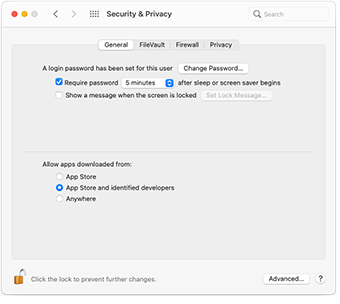 Security & Privacy
Search
General FileVault Firewall Privacy
A login password has been set for this user Change Password...
Require password 5 minutes after sleep or screen saver begins
Show a message when the screen is locked Set Lock Message...
Allow apps downloaded from:
App Store
App Store and identified developers
Anywhere
Click the lock to prevent further changes. Advanced... ?